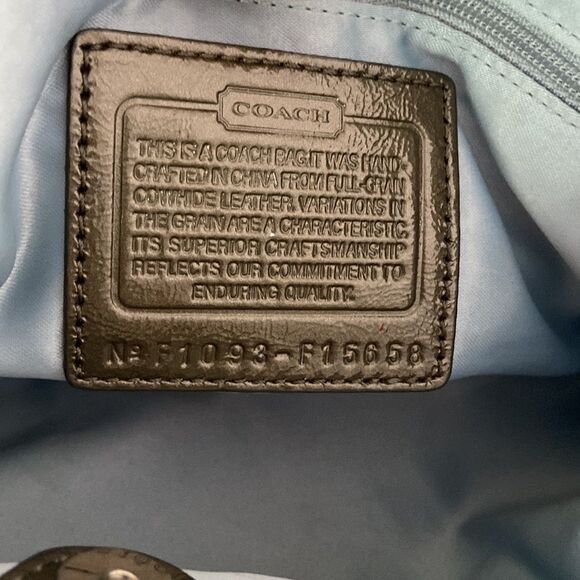 COACH
THIS IS A COACH BAG. IT WAS HAND-
CRAFTED IN CHINA FROM FULL-GRAIN
COWHIDE LEATHER. VARIATIONS IN
THE GRAIN ARE A CHARACTERISTIC.
ITS SUPERIOR CRAFTSMANSHIP
REFLECTS OUR COMMITMENT TO
ENDURING QUALITY.
No F1093-F15658